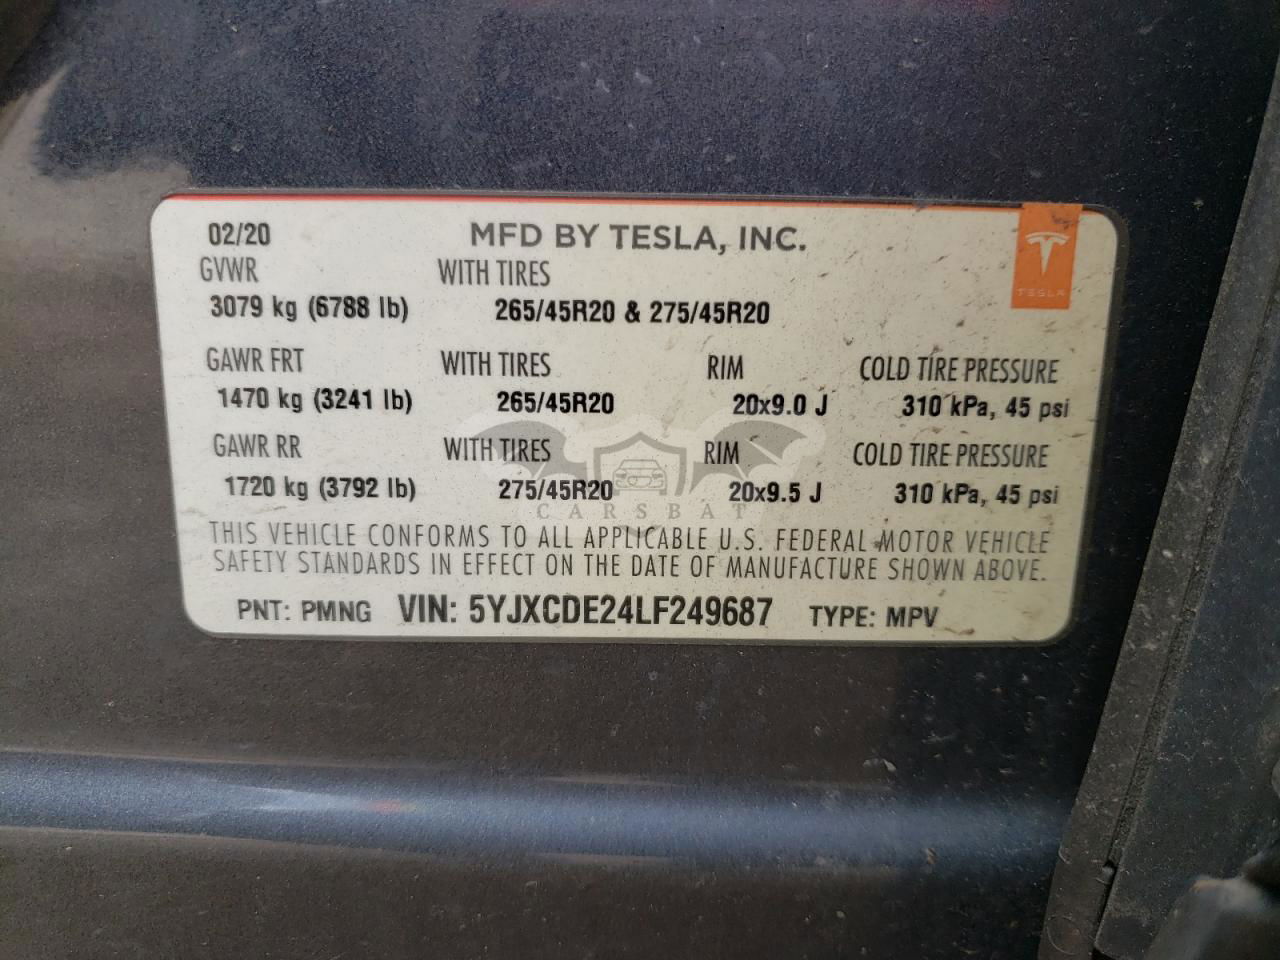 02/20 MFD BY TESLA, INC.
GVWR WITH TIRES
3079 kg (6788 lb) 265/45R20 & 275/45R20
TESLA
GAWR FRT WITH TIRES RIM COLD TIRE PRESSURE
1470 kg (3241 lb) 265/45R20 20x9.0 J 310 kPa, 45 psi
GAWR RR WITH TIRES RIM COLD TIRE PRESSURE
1720 kg (3792 lb) 275/45R20 20x9.5 J 310 kPa, 45 psi
CARSBAT
THIS VEHICLE CONFORMS TO ALL APPLICABLE U.S. FEDERAL MOTOR VEHICLE
SAFETY STANDARDS IN EFFECT ON THE DATE OF MANUFACTURE SHOWN ABOVE.
PNT: PMNG VIN: 5YJXCDE24LF249687 TYPE: MPV